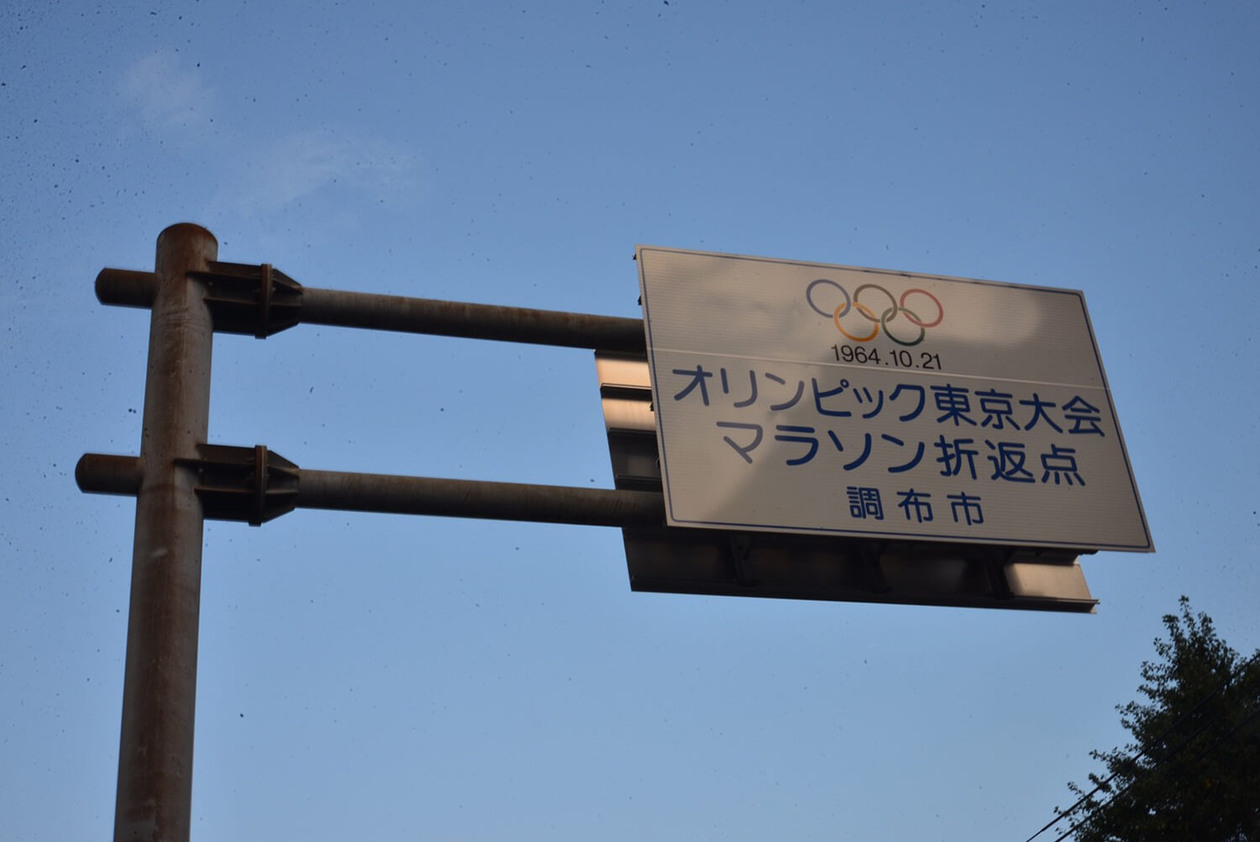 1964.10.21
オリンピック東京大会
マラソン折返点
調布市